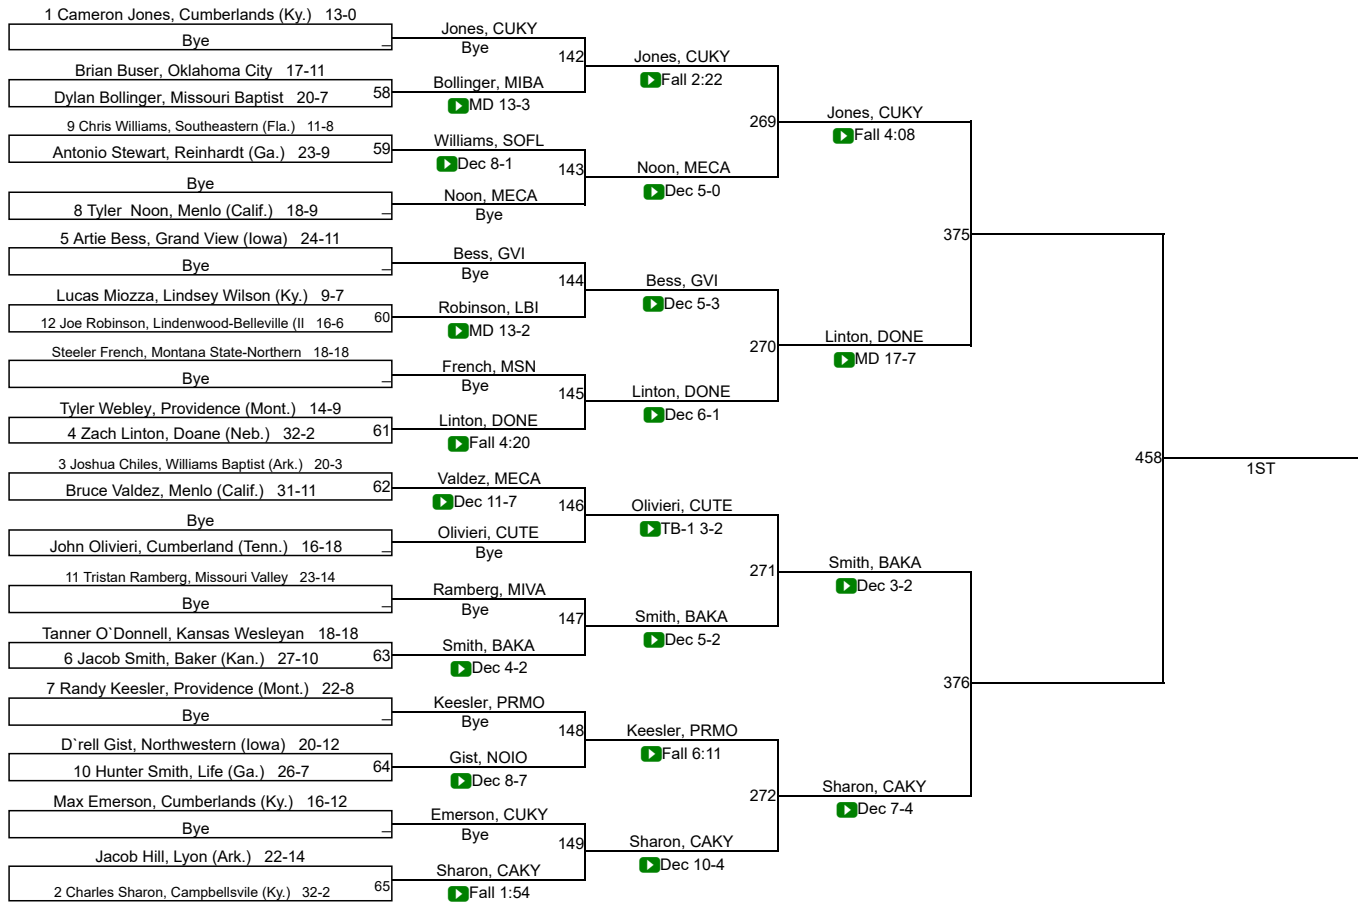 1 Cameron Jones, Cumberlands (Ky.) 13-0
Bye _
Brian Buser, Oklahoma City 17-11
58
Dylan Bollinger, Missouri Baptist 20-7
9 Chris Williams, Southeastern (Fla.) 11-8
59
Antonio Stewart, Reinhardt (Ga.) 23-9
Bye
8 Tyler Noon, Menlo (Calif.) 18-9 _
5 Artie Bess, Grand View (Iowa) 24-11
Bye _
Lucas Miozza, Lindsey Wilson (Ky.) 9-7
60
12 Joe Robinson, Lindenwood-Belleville (Il 16-6
Steeler French, Montana State-Northern 18-18
Bye _
Tyler Webley, Providence (Mont.) 14-9
61
4 Zach Linton, Doane (Neb.) 32-2
3 Joshua Chiles, Williams Baptist (Ark.) 20-3
62
Bruce Valdez, Menlo (Calif.) 31-11
Bye
John Olivieri, Cumberland (Tenn.) 16-18 _
11 Tristan Ramberg, Missouri Valley 23-14
Bye _
Tanner O`Donnell, Kansas Wesleyan 18-18
63
6 Jacob Smith, Baker (Kan.) 27-10
7 Randy Keesler, Providence (Mont.) 22-8
Bye _
D`rell Gist, Northwestern (Iowa) 20-12
64
10 Hunter Smith, Life (Ga.) 26-7
Max Emerson, Cumberlands (Ky.) 16-12
Bye _
Jacob Hill, Lyon (Ark.) 22-14
65
2 Charles Sharon, Campbellsvile (Ky.) 32-2
Jones, CUKY
Bye
142
Bollinger, MIBA
MD 13-3
Williams, SOFL
Dec 8-1
143
Noon, MECA
Bye
Bess, GVI
Bye
144
Robinson, LBI
MD 13-2
French, MSN
Bye
145
Linton, DONE
Fall 4:20
Valdez, MECA
Dec 11-7
146
Olivieri, CUTE
Bye
Ramberg, MIVA
Bye
147
Smith, BAKA
Dec 4-2
Keesler, PRMO
Bye
148
Gist, NOIO
Dec 8-7
Emerson, CUKY
Bye
149
Sharon, CAKY
Fall 1:54
Jones, CUKY
Fall 2:22
269
Noon, MECA
Dec 5-0
Bess, GVI
Dec 5-3
270
Linton, DONE
Dec 6-1
Olivieri, CUTE
TB-1 3-2
271
Smith, BAKA
Dec 5-2
Keesler, PRMO
Fall 6:11
272
Sharon, CAKY
Dec 10-4
Jones, CUKY
Fall 4:08
375
Linton, DONE
MD 17-7
Smith, BAKA
Dec 3-2
376
Sharon, CAKY
Dec 7-4
458
1ST